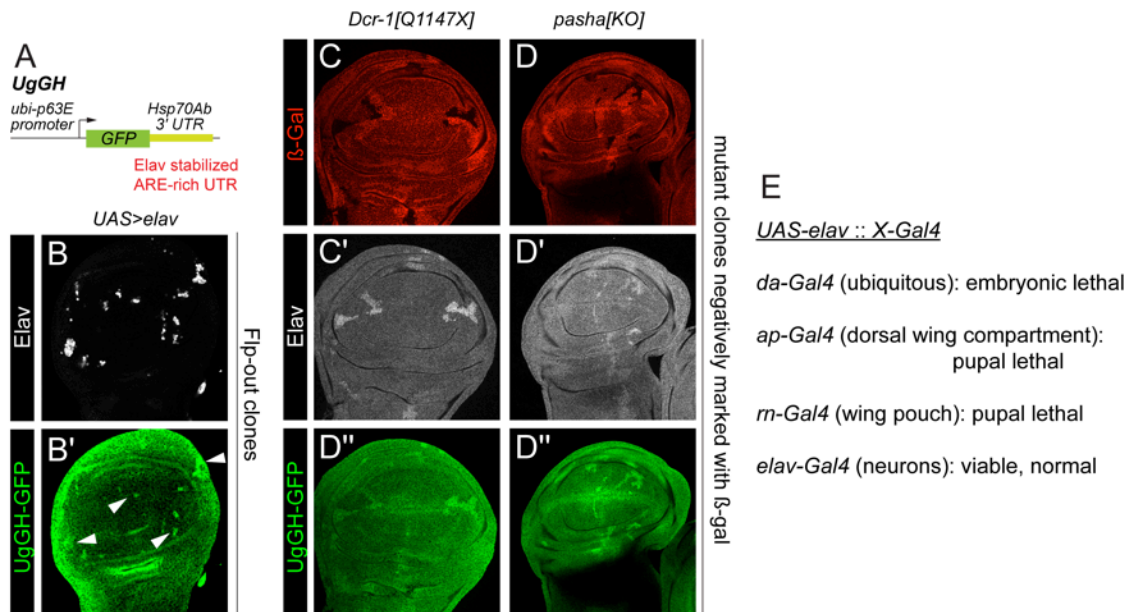 A
UgGH
ubi-p63E
promoter
Hsp70Ab
3' UTR
GFP
Elav stabilized
ARE-rich UTR
UAS>elav
B
Elav
B'
UgGH-GFP
Flp-out clones
Dcr-1[Q1147X]
pasha[KO]
C
D
ß-Gal
C'
D'
Elav
D"
D"
UgGH-GFP
mutant clones negatively marked with ß-gal
E
UAS-elav :: X-Gal4
da-Gal4 (ubiquitous): embryonic lethal
ap-Gal4 (dorsal wing compartment):
pupal lethal
rn-Gal4 (wing pouch): pupal lethal
elav-Gal4 (neurons): viable, normal